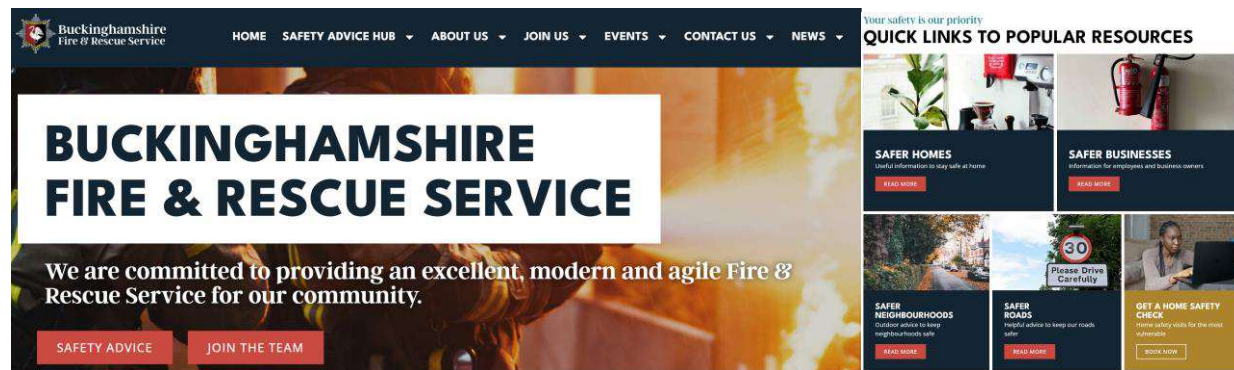 Buckinghamshire
Fire & Rescue Service
HOME SAFETY ADVICE HUB ABOUT US JOIN US EVENTS CONTACT US NEWS
BUCKINGHAMSHIRE
FIRE & RESCUE SERVICE
We are committed to providing an excellent, modern and agile Fire &
Rescue Service for our community.
SAFETY ADVICE JOIN THE TEAM
Your safety is our priority
QUICK LINKS TO POPULAR RESOURCES
SAFER HOMES
Useful information to stay safe at home
READ MORE
SAFER BUSINESSES
Information for employees and business owners
READ MORE
SAFER
NEIGHBOURHOODS
Outdoor advice to keep
neighbourhoods safe
READ MORE
30
Please Drive
Carefully
SAFER
ROADS
Helpful advice to keep our roads
safer
READ MORE
GET A HOME SAFETY
CHECK
Home safety visits for the most
vulnerable
BOOK NOW